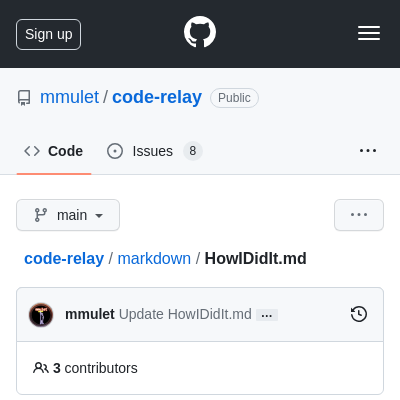 Sign up
mmulet / code-relay Public
Code Issues 8 ...
main ...
code-relay / markdown / HowIDidIt.md
mmulet Update HowIDidIt.md ...
3 contributors